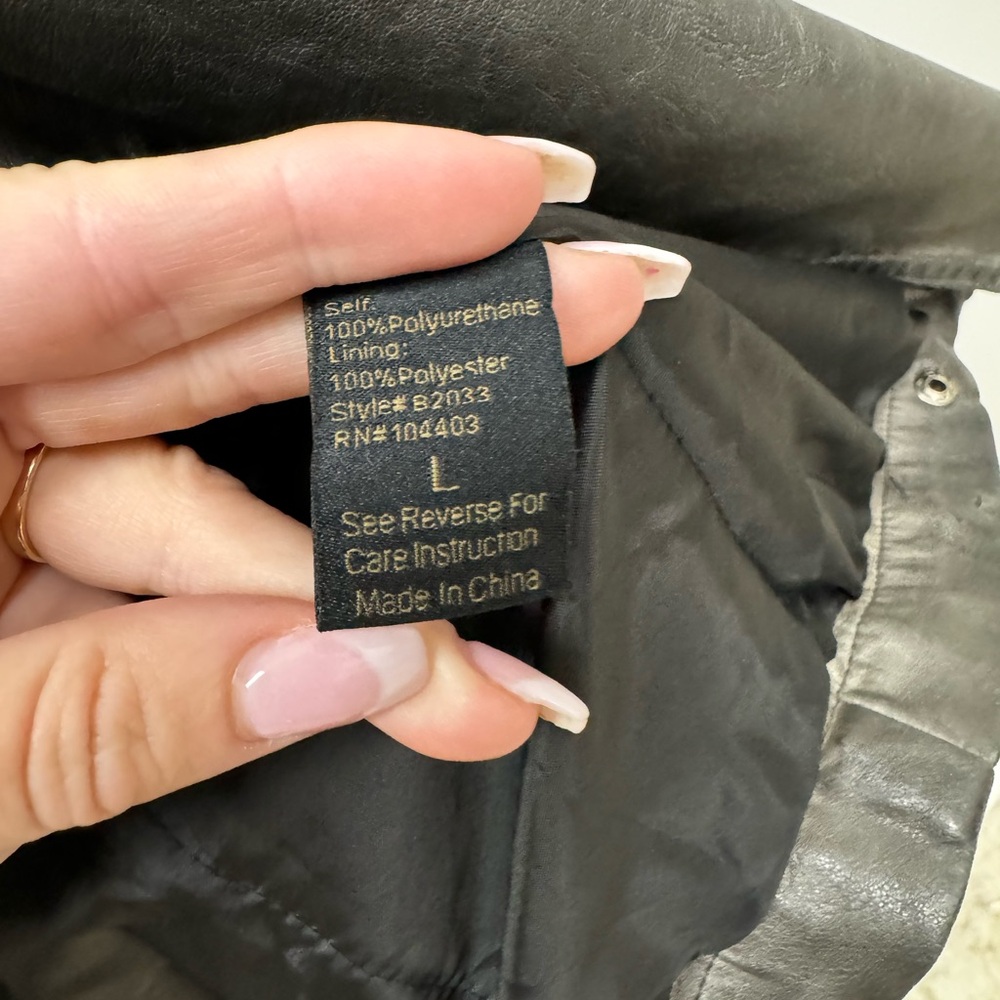 Self:
100%Polyurethane
Lining:
100%Polyester
Style# B2033
RN#104403
L
See Reverse For
Care Instruction
Made In China